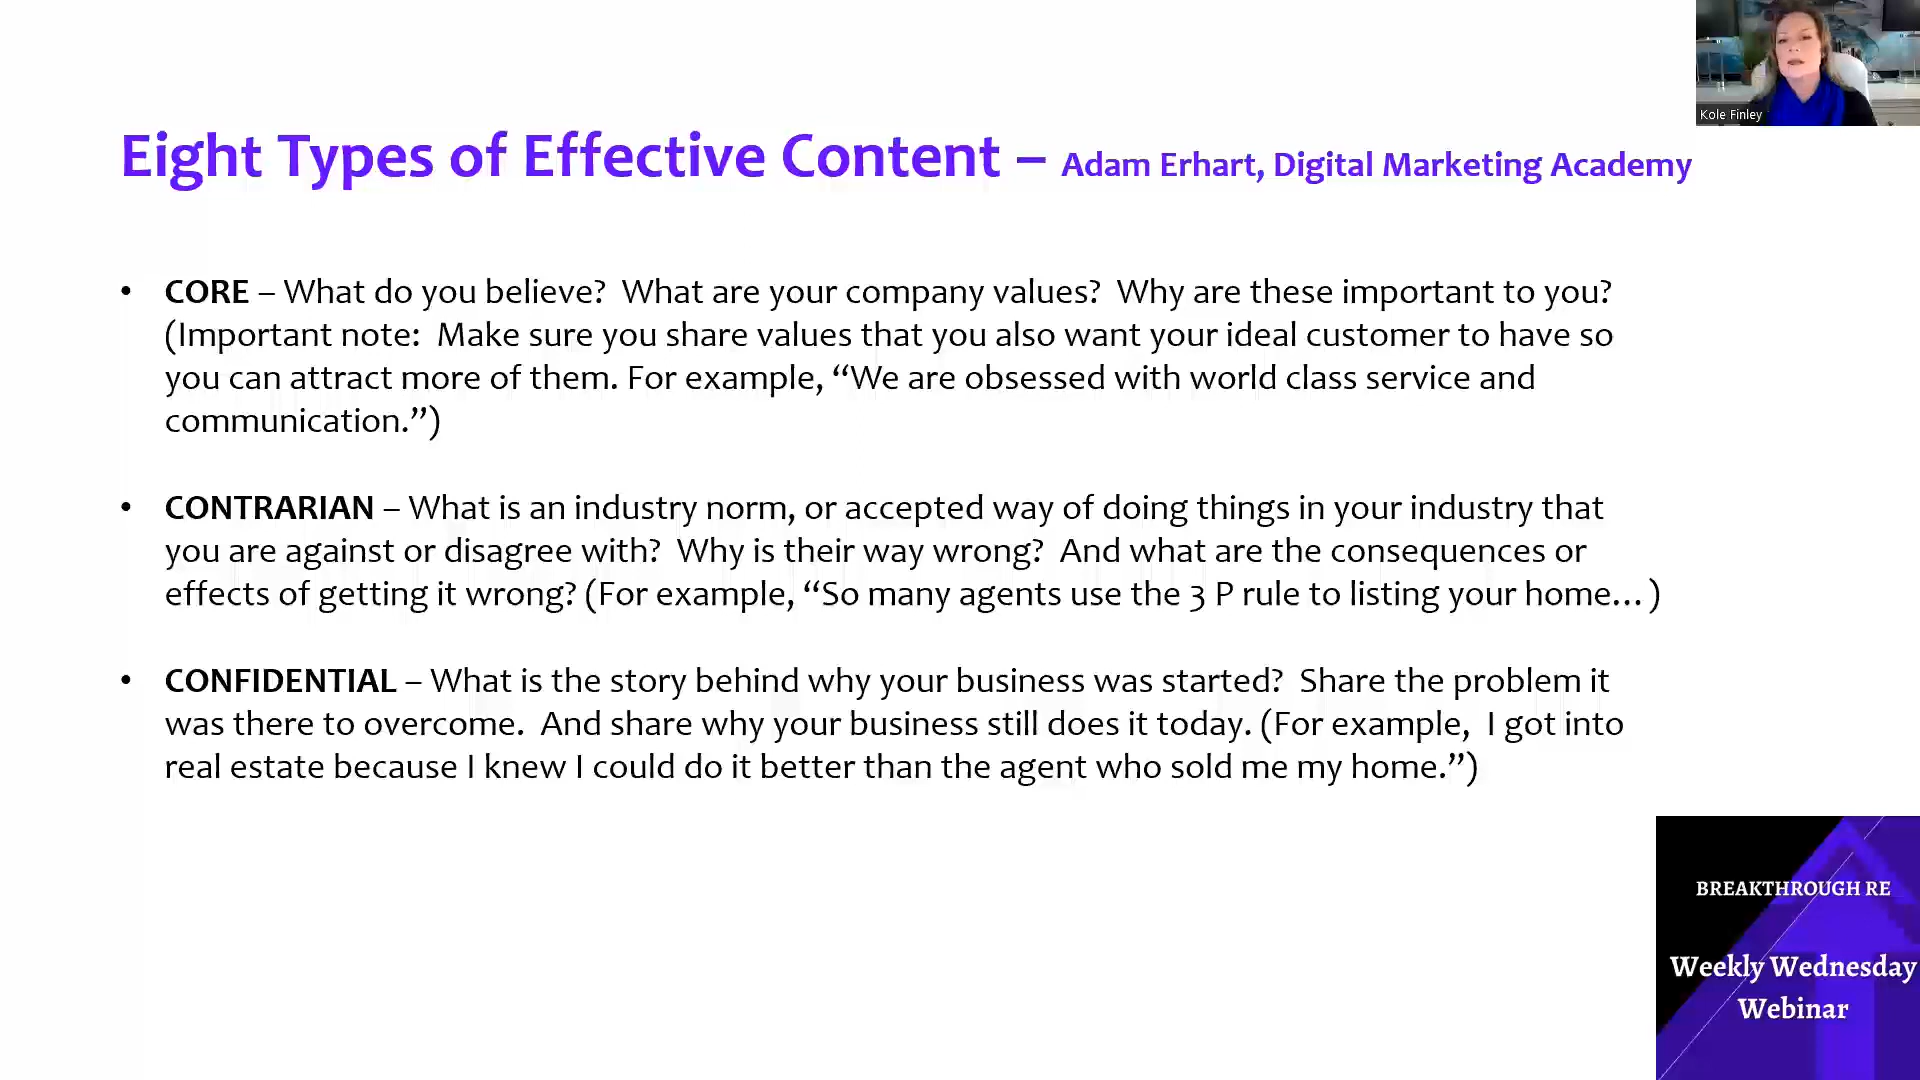 Kole Finley
Eight Types of Effective Content – Adam Erhart, Digital Marketing Academy
• CORE – What do you believe?  What are your company values?  Why are these important to you?
(Important note:  Make sure you share values that you also want your ideal customer to have so
you can attract more of them. For example, “We are obsessed with world class service and
communication.”)
• CONTRARIAN – What is an industry norm, or accepted way of doing things in your industry that
you are against or disagree with?  Why is their way wrong?  And what are the consequences or
effects of getting it wrong? (For example, “So many agents use the 3 P rule to listing your home…)
• CONFIDENTIAL – What is the story behind why your business was started?  Share the problem it
was there to overcome.  And share why your business still does it today. (For example,  I got into
real estate because I knew I could do it better than the agent who sold me my home.”)
BREAKTHROUGH RE
Weekly Wednesday
Webinar